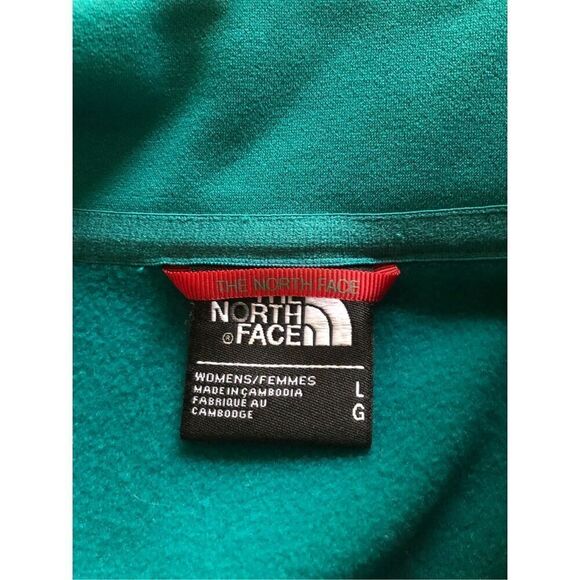 THE NORTH FACE
THE
NORTH
FACE
®
WOMENS/FEMMES
MADE IN CAMBODIA
FABRIQUE AU
CAMBODGE
L
G